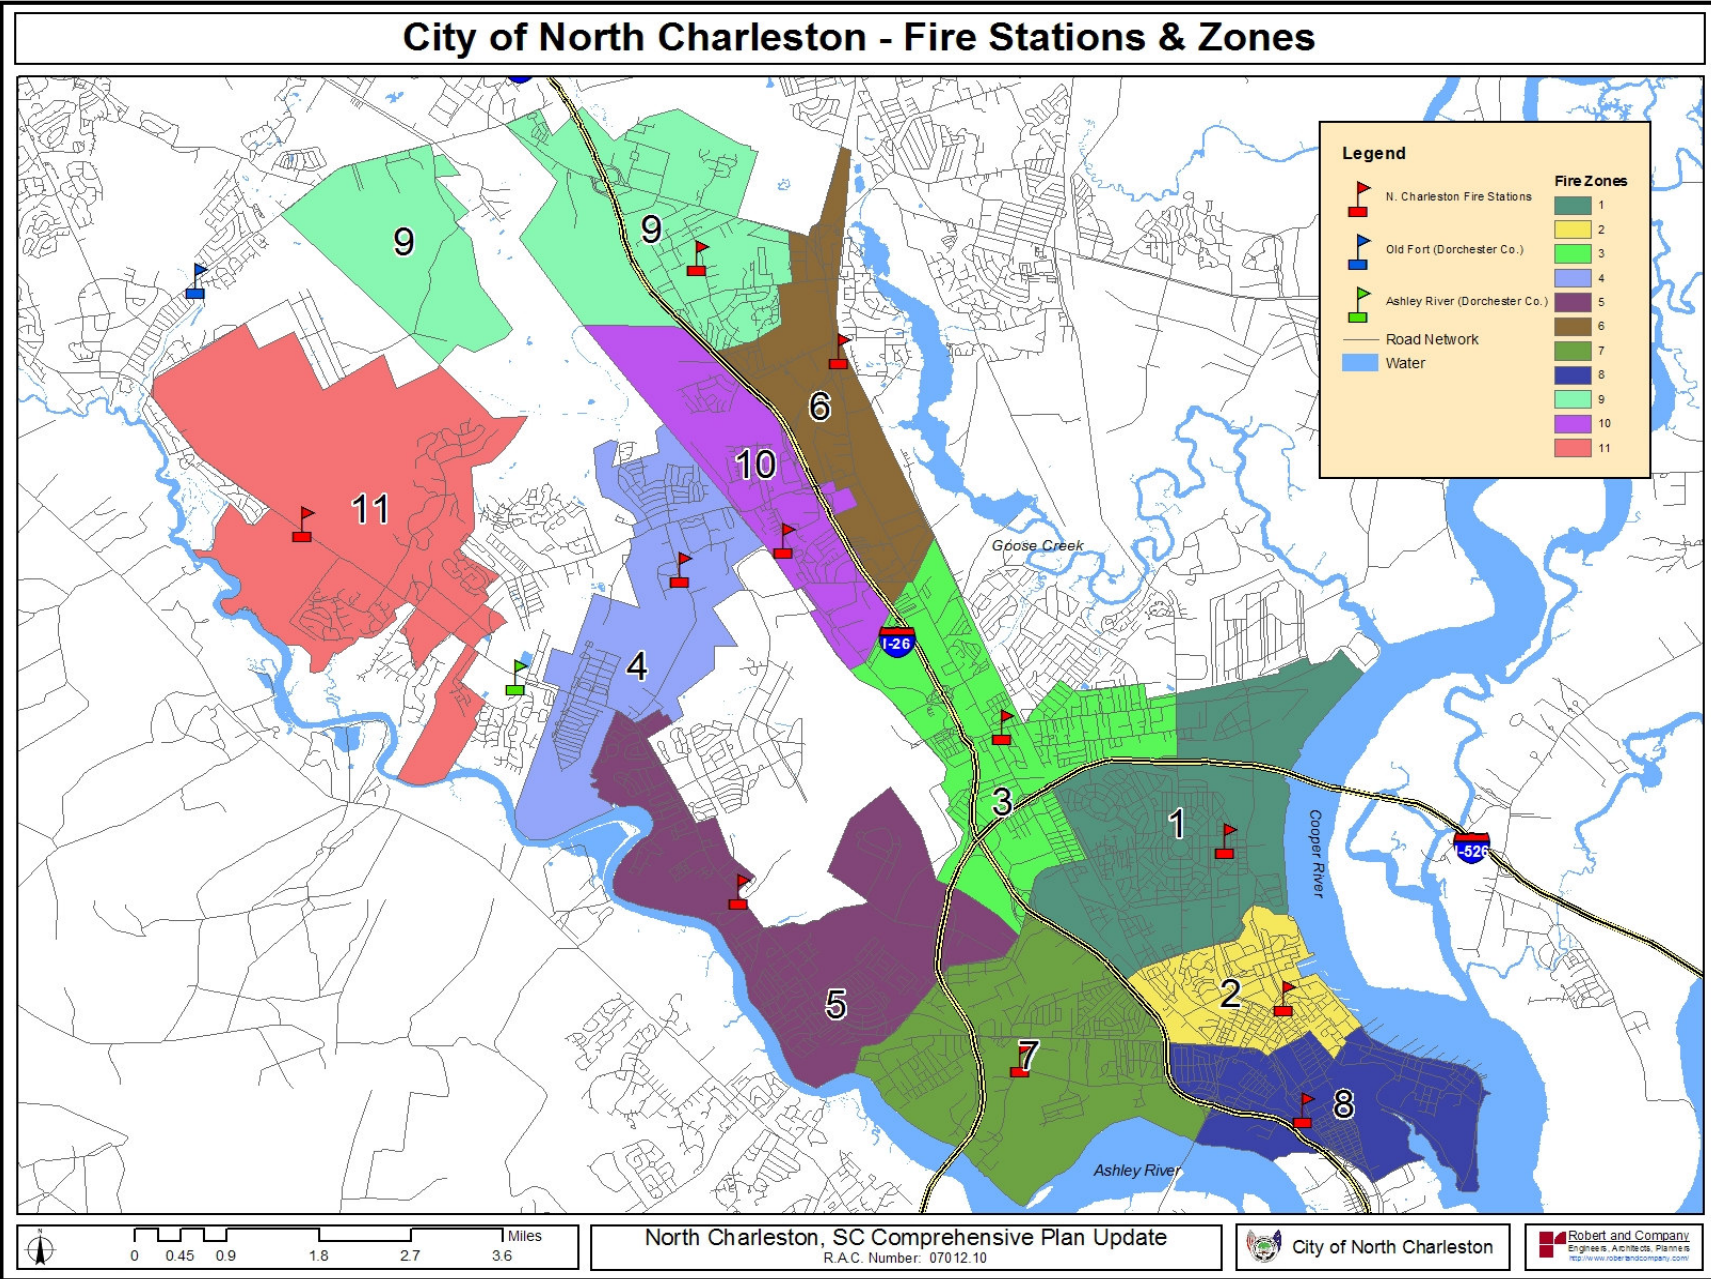 City of North Charleston - Fire Stations & Zones
Legend
N. Charleston Fire Stations
Old Fort (Dorchester Co.)
Ashley River (Dorchester Co.)
Road Network
Water
Fire Zones
1
2
3
4
5
6
7
8
9
10
11
9
9
6
10
11
Goose Creek
I-26
4
3
1
Cooper River
I-526
2
5
7
8
Ashley River
N
0 0.45 0.9 1.8 2.7 3.6
Miles
North Charleston, SC Comprehensive Plan Update
R.A.C. Number: 07012.10
City of North Charleston
Robert and Company
Engineers, Architects, Planners
http://www.robertandcompany.com/